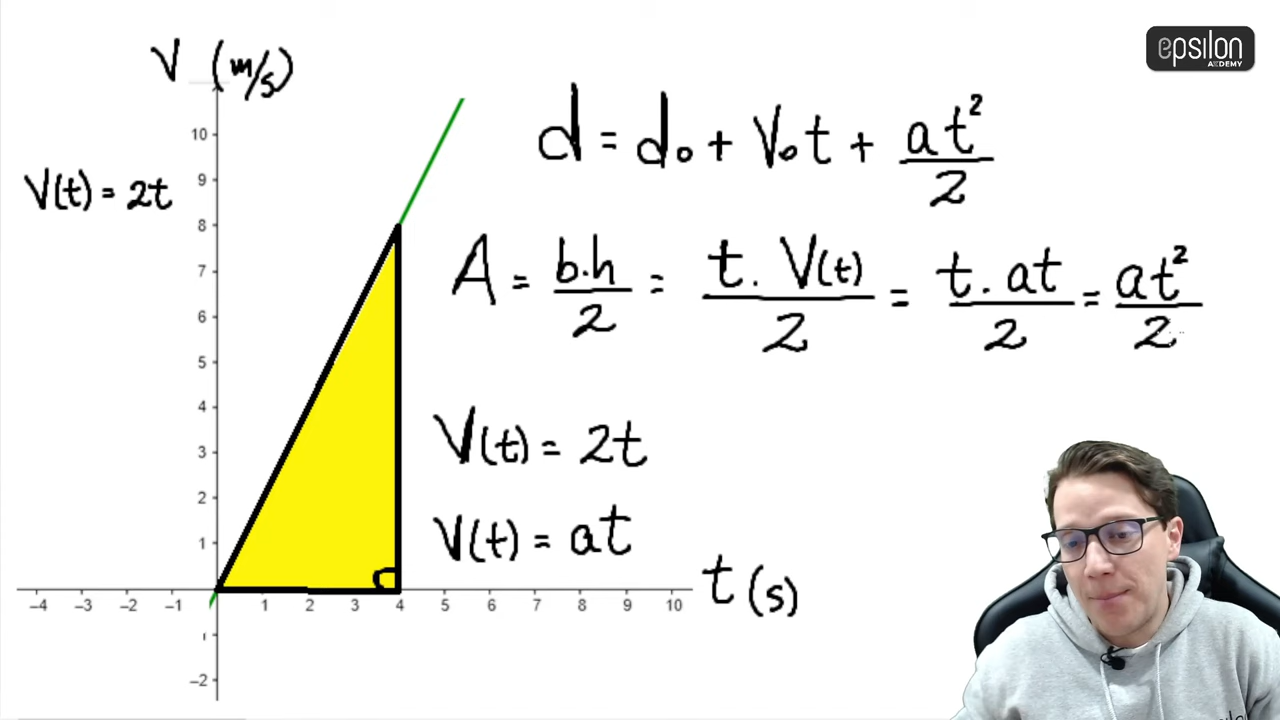 epsilon
AXDEMY
V (m/s)
d = d₀ + V₀t + at²/2
V(t) = 2t
A = b.h/2 = t. V(t)/2 = t. at/2 = at²/2
V(t) = 2t
V(t) = at
t (s)
10
9
8
7
6
5
4
3
2
1
-4 -3 -2 -1 1 2 3 4 5 6 7 8 9 10
1
-2